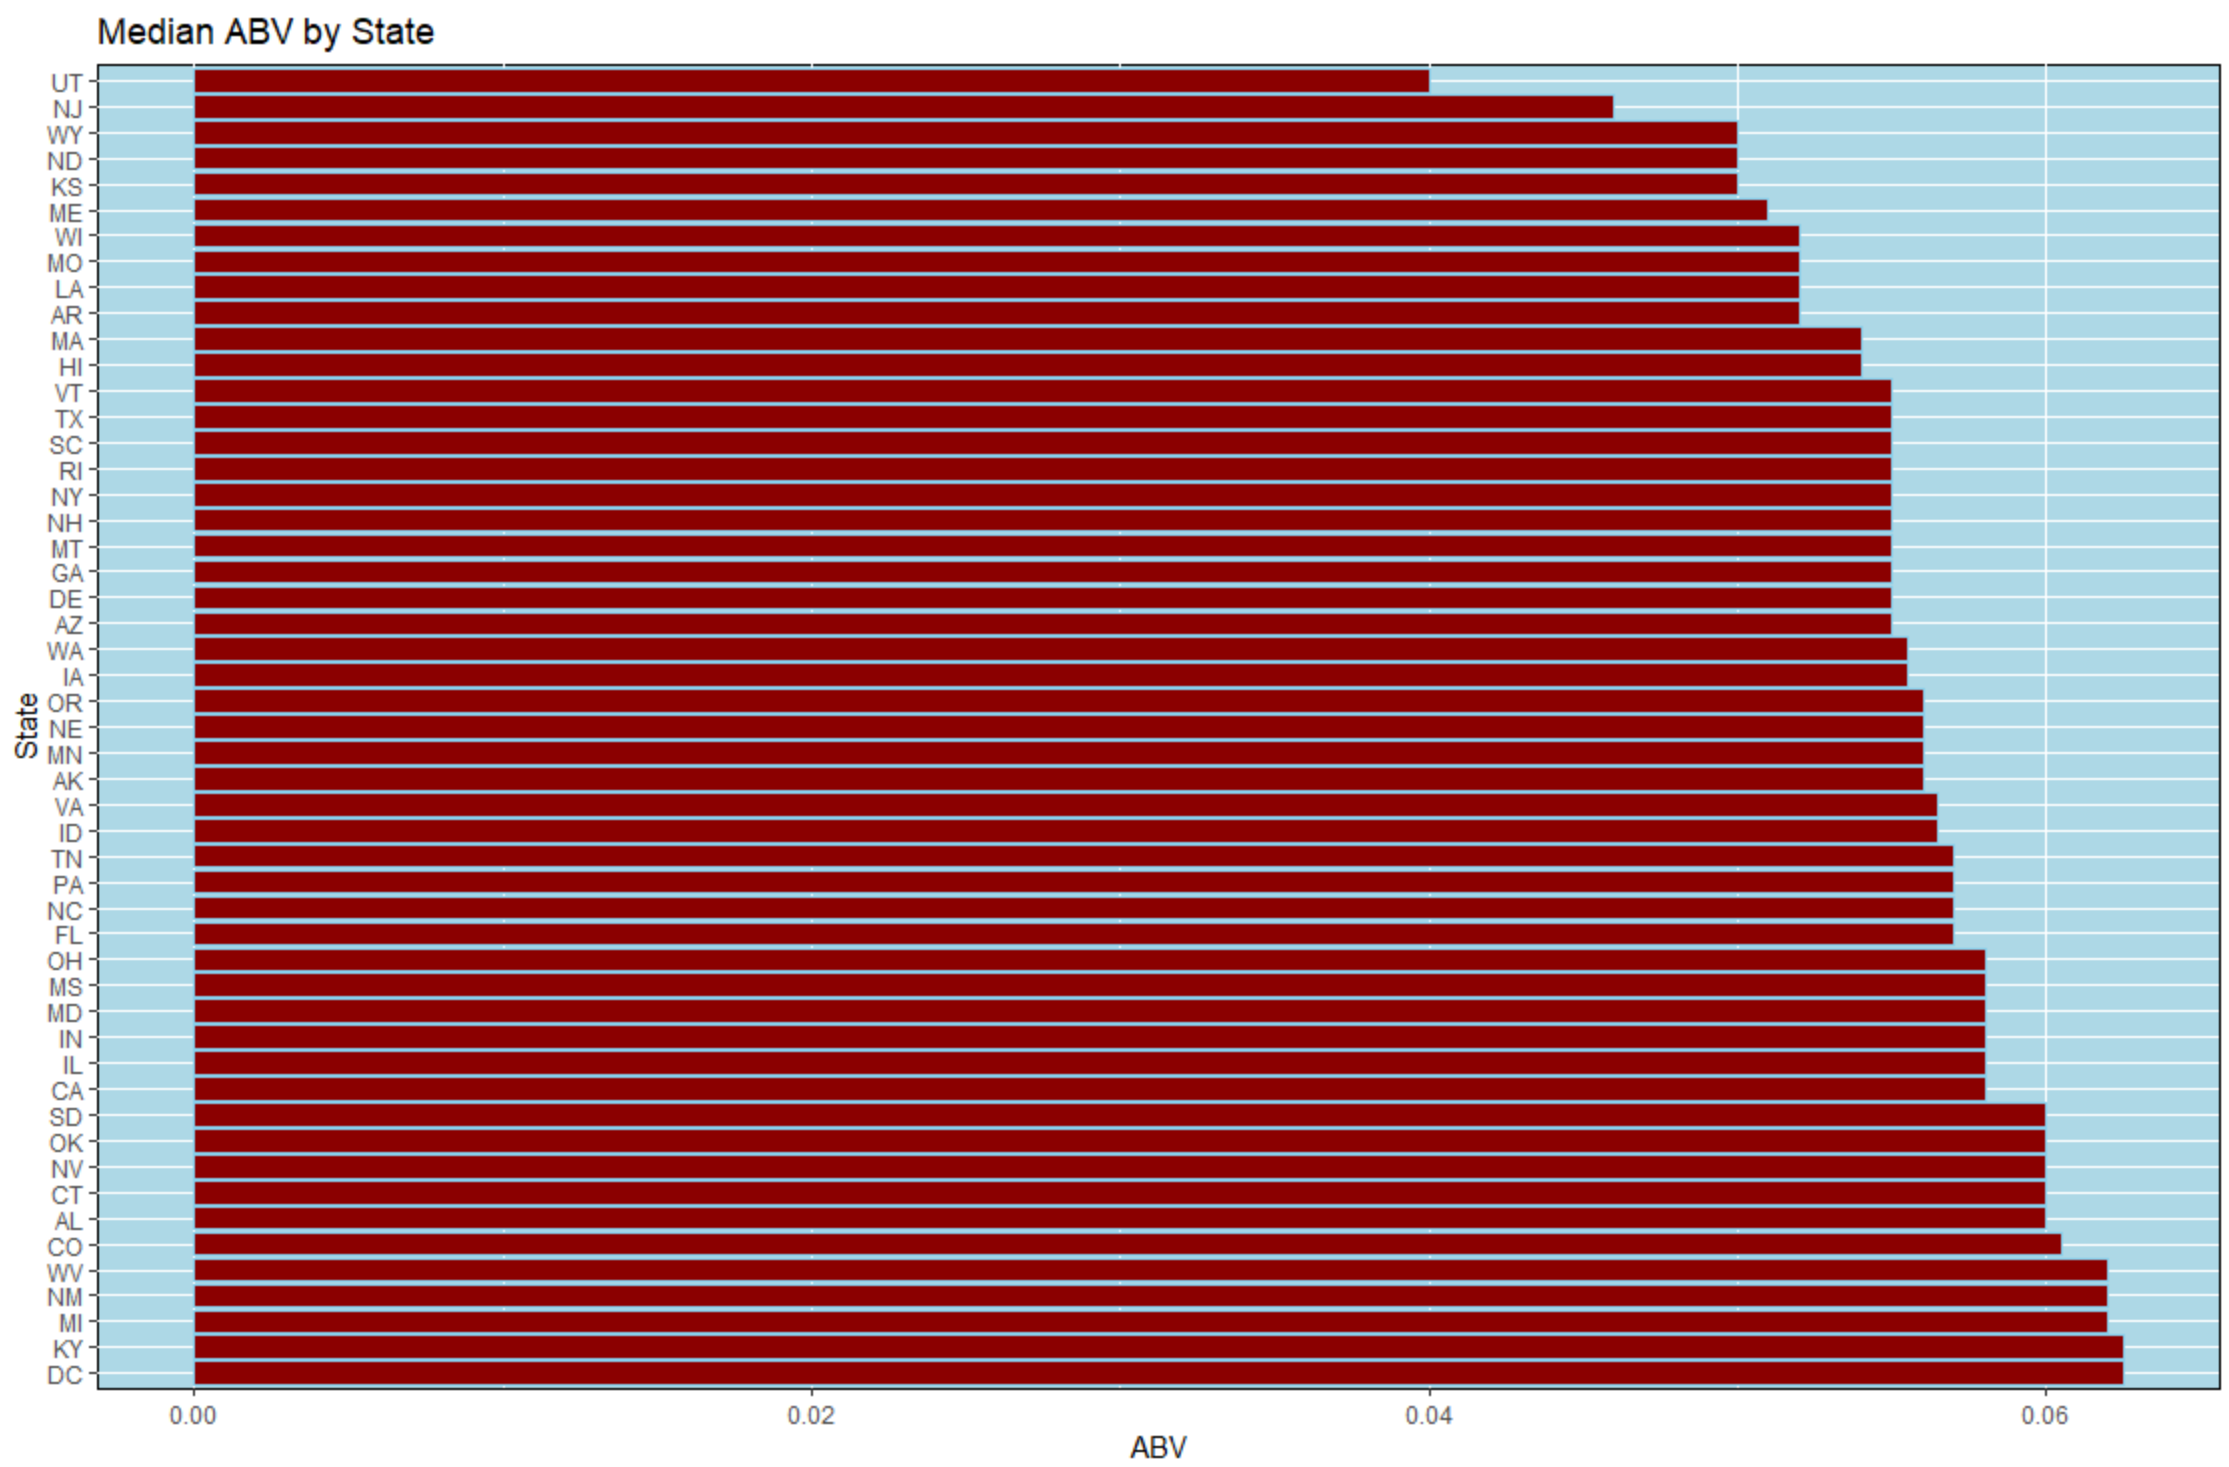 Median ABV by State
UT
NJ
WY
ND
KS
ME
WI
MO
LA
AR
MA
HI
VT
TX
SC
RI
NY
NH
MT
GA
DE
AZ
WA
IA
OR
NE
MN
AK
VA
ID
TN
PA
NC
FL
OH
MS
MD
IN
IL
CA
SD
OK
NV
CT
AL
CO
WV
NM
MI
KY
DC
State
0.00 0.02 0.04 0.06
ABV